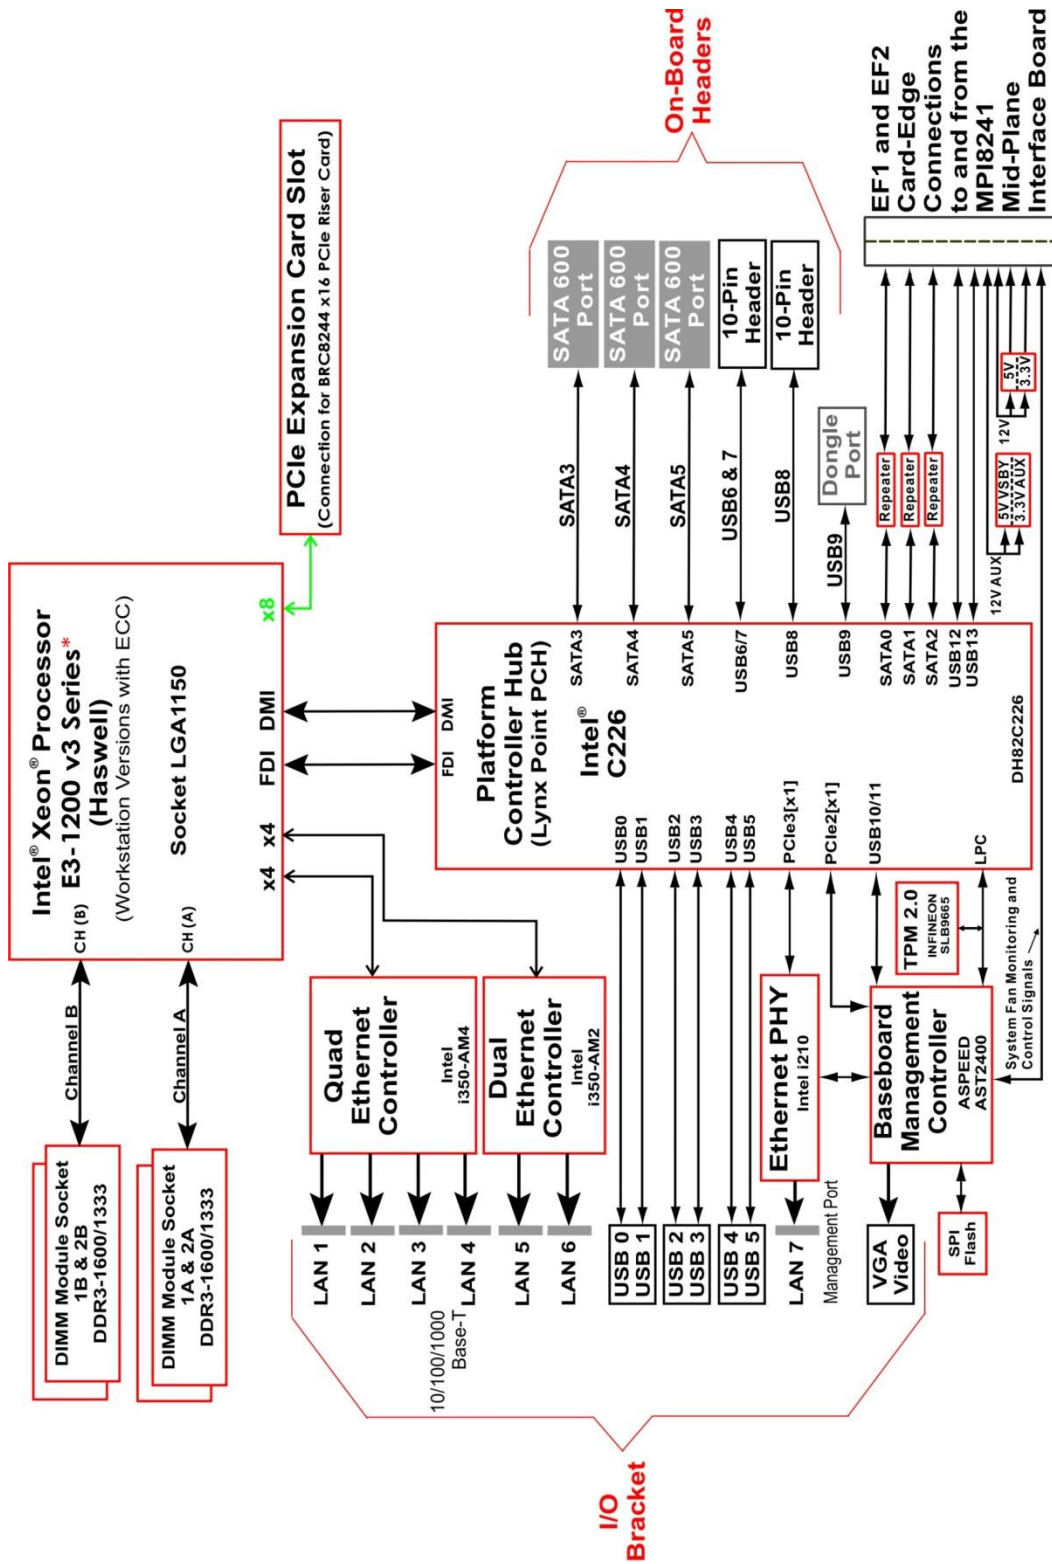 DIMM Module Socket
1B & 2B
DDR3-1600/1333
Channel B
CH (B)
DIMM Module Socket
1A & 2A
DDR3-1600/1333
Channel A
CH (A)
Intel® Xeon® Processor
E3-1200 v3 Series*
(Haswell)
(Workstation Versions with ECC)
Socket LGA1150
x4
x4
FDI
DMI
x8
PCIe Expansion Card Slot
(Connection for BRC8244 x16 PCIe Riser Card)
I/O
Bracket
LAN 1
LAN 2
LAN 3
LAN 4
10/100/1000
Base-T
LAN 5
LAN 6
Quad
Ethernet
Controller
Intel
i350-AM4
Dual
Ethernet
Controller
Intel
i350-AM2
USB 0
USB 1
USB 2
USB 3
USB 4
USB 5
LAN 7
Management Port
Ethernet PHY
Intel i210
VGA
Video
SPI
Flash
Baseboard
Management
Controller
ASPEED
AST2400
TPM 2.0
INFINEON
SLB9665
System Fan Monitoring and
Control Signals
FDI
DMI
Platform
Controller Hub
(Lynx Point PCH)
Intel®
C226
DH82C226
USB0
USB1
USB2
USB3
USB4
USB5
PCIe3[x1]
PCIe2[x1]
USB10/11
LPC
SATA3
SATA4
SATA5
USB6/7
USB8
USB9
SATA0
SATA1
SATA2
USB12
USB13
SATA3
SATA4
SATA5
USB6 & 7
USB8
USB9
SATA 600
Port
SATA 600
Port
SATA 600
Port
10-Pin
Header
10-Pin
Header
Dongle
Port
On-Board
Headers
Repeater
Repeater
Repeater
12V AUX
5V VSBY
3.3V AUX
12V
5V
3.3V
EF1 and EF2
Card-Edge
Connections
to and from the
MPI8241
Mid-Plane
Interface Board